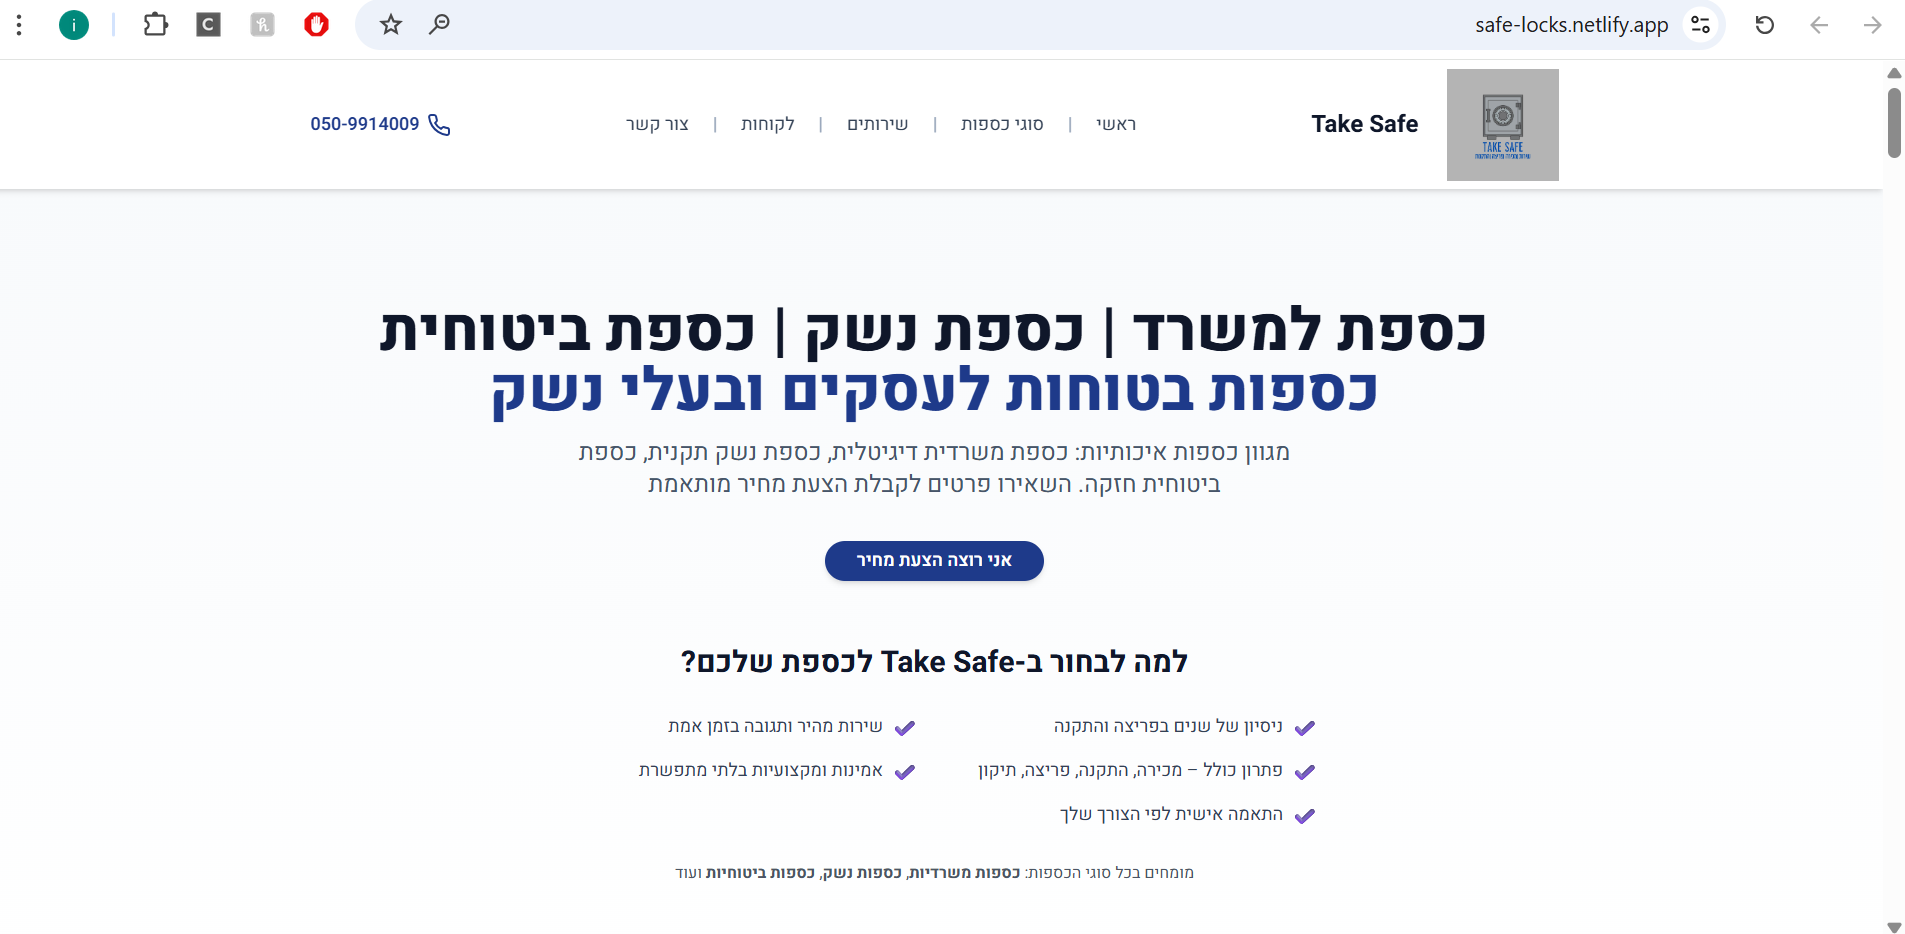 safe-locks.netlify.app
TAKE SAFE
Take Safe
ראשי | סוגי כספות | שירותים | לקוחות | צור קשר
050-9914009
כספת למשרד | כספת נשק | כספת ביטוחית
כספות בטוחות לעסקים ובעלי נשק
מגוון כספות איכותיות: כספת משרדית דיגיטלית, כספת נשק תקנית, כספת
ביטוחית חזקה. השאירו פרטים לקבלת הצעת מחיר מותאמת
אני רוצה הצעת מחיר
למה לבחור ב-Take Safe לכספת שלכם?
ניסיון של שנים בפריצה והתקנה
שירות מהיר ותגובה בזמן אמת
פתרון כולל – מכירה, התקנה, פריצה, תיקון
אמינות ומקצועיות בלתי מתפשרת
התאמה אישית לפי הצורך שלך
מומחים בכל סוגי הכספות: כספות משרדיות, כספות נשק, כספות ביטוחיות ועוד